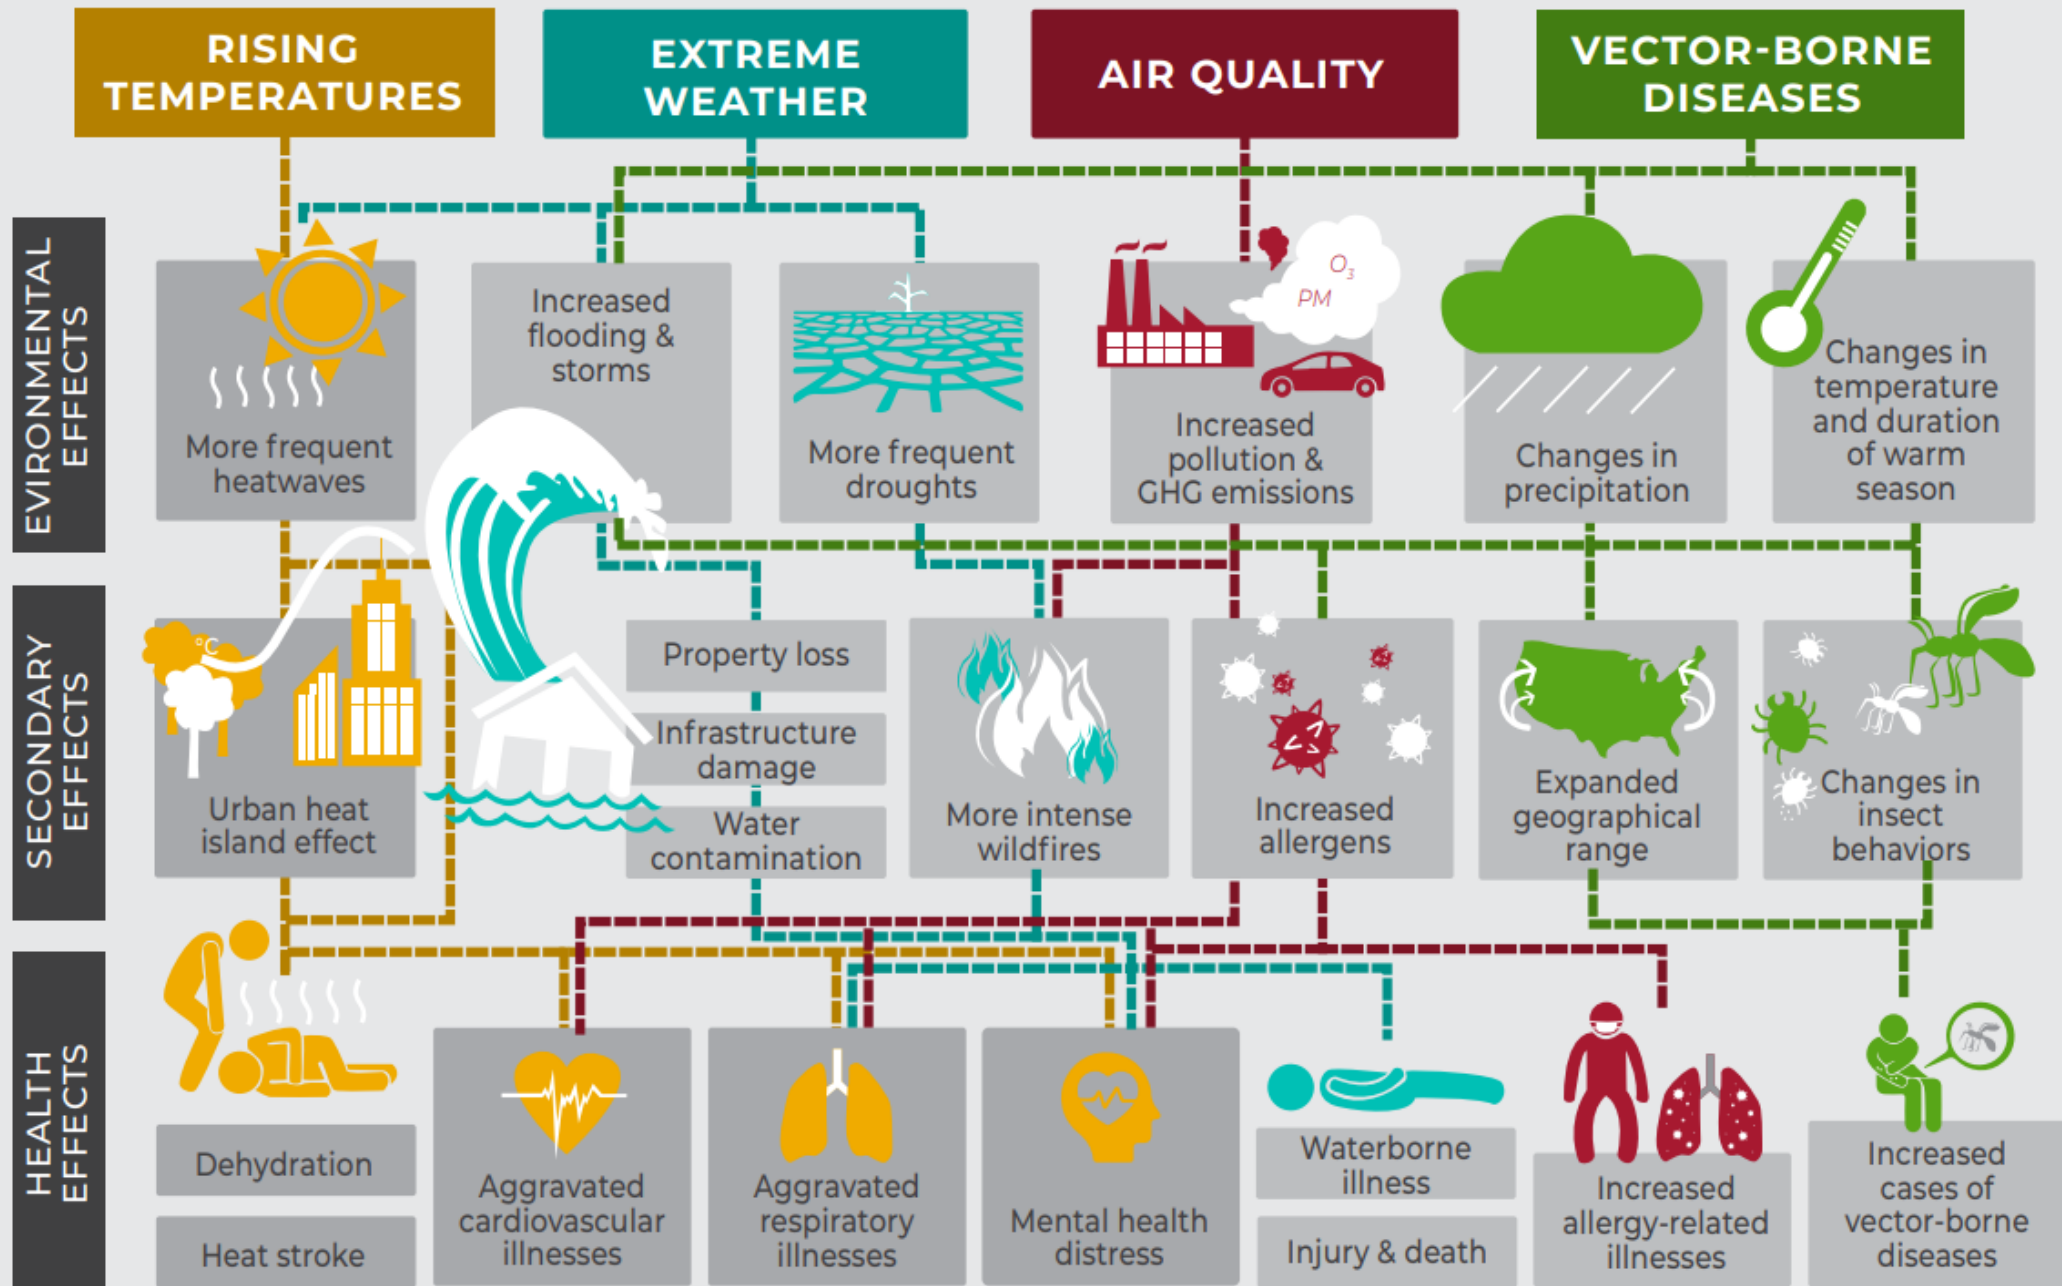 RISING
TEMPERATURES
EXTREME
WEATHER
AIR QUALITY
VECTOR-BORNE
DISEASES
EVIRONMENTAL
EFFECTS
More frequent
heatwaves
Increased
flooding &
storms
More frequent
droughts
O3
PM
Increased
pollution &
GHG emissions
Changes in
precipitation
Changes in
temperature
and duration
of warm
season
SECONDARY
EFFECTS
°C
Urban heat
island effect
Property loss
Infrastructure
damage
Water
contamination
More intense
wildfires
Increased
allergens
Expanded
geographical
range
Changes in
insect
behaviors
HEALTH
EFFECTS
Dehydration
Heat stroke
Aggravated
cardiovascular
illnesses
Aggravated
respiratory
illnesses
Mental health
distress
Waterborne
illness
Injury & death
Increased
allergy-related
illnesses
Increased
cases of
vector-borne
diseases